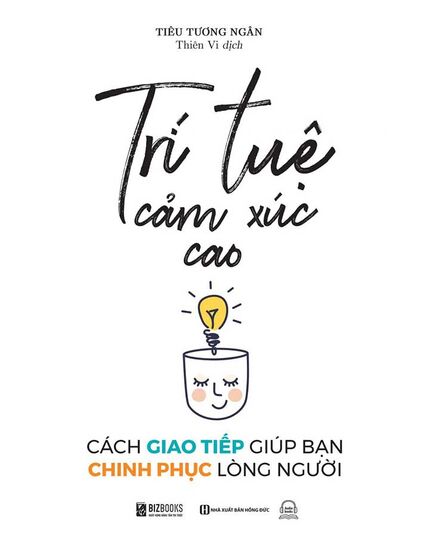 TIÊU TƯƠNG NGÂN
Thiên Vi dịch
Trí tuệ
cảm xúc
cao
CÁCH GIAO TIẾP GIÚP BẠN
CHINH PHỤC LÒNG NGƯỜI
BIZBOOKS
NHÀ XUẤT BẢN HỒNG ĐỨC